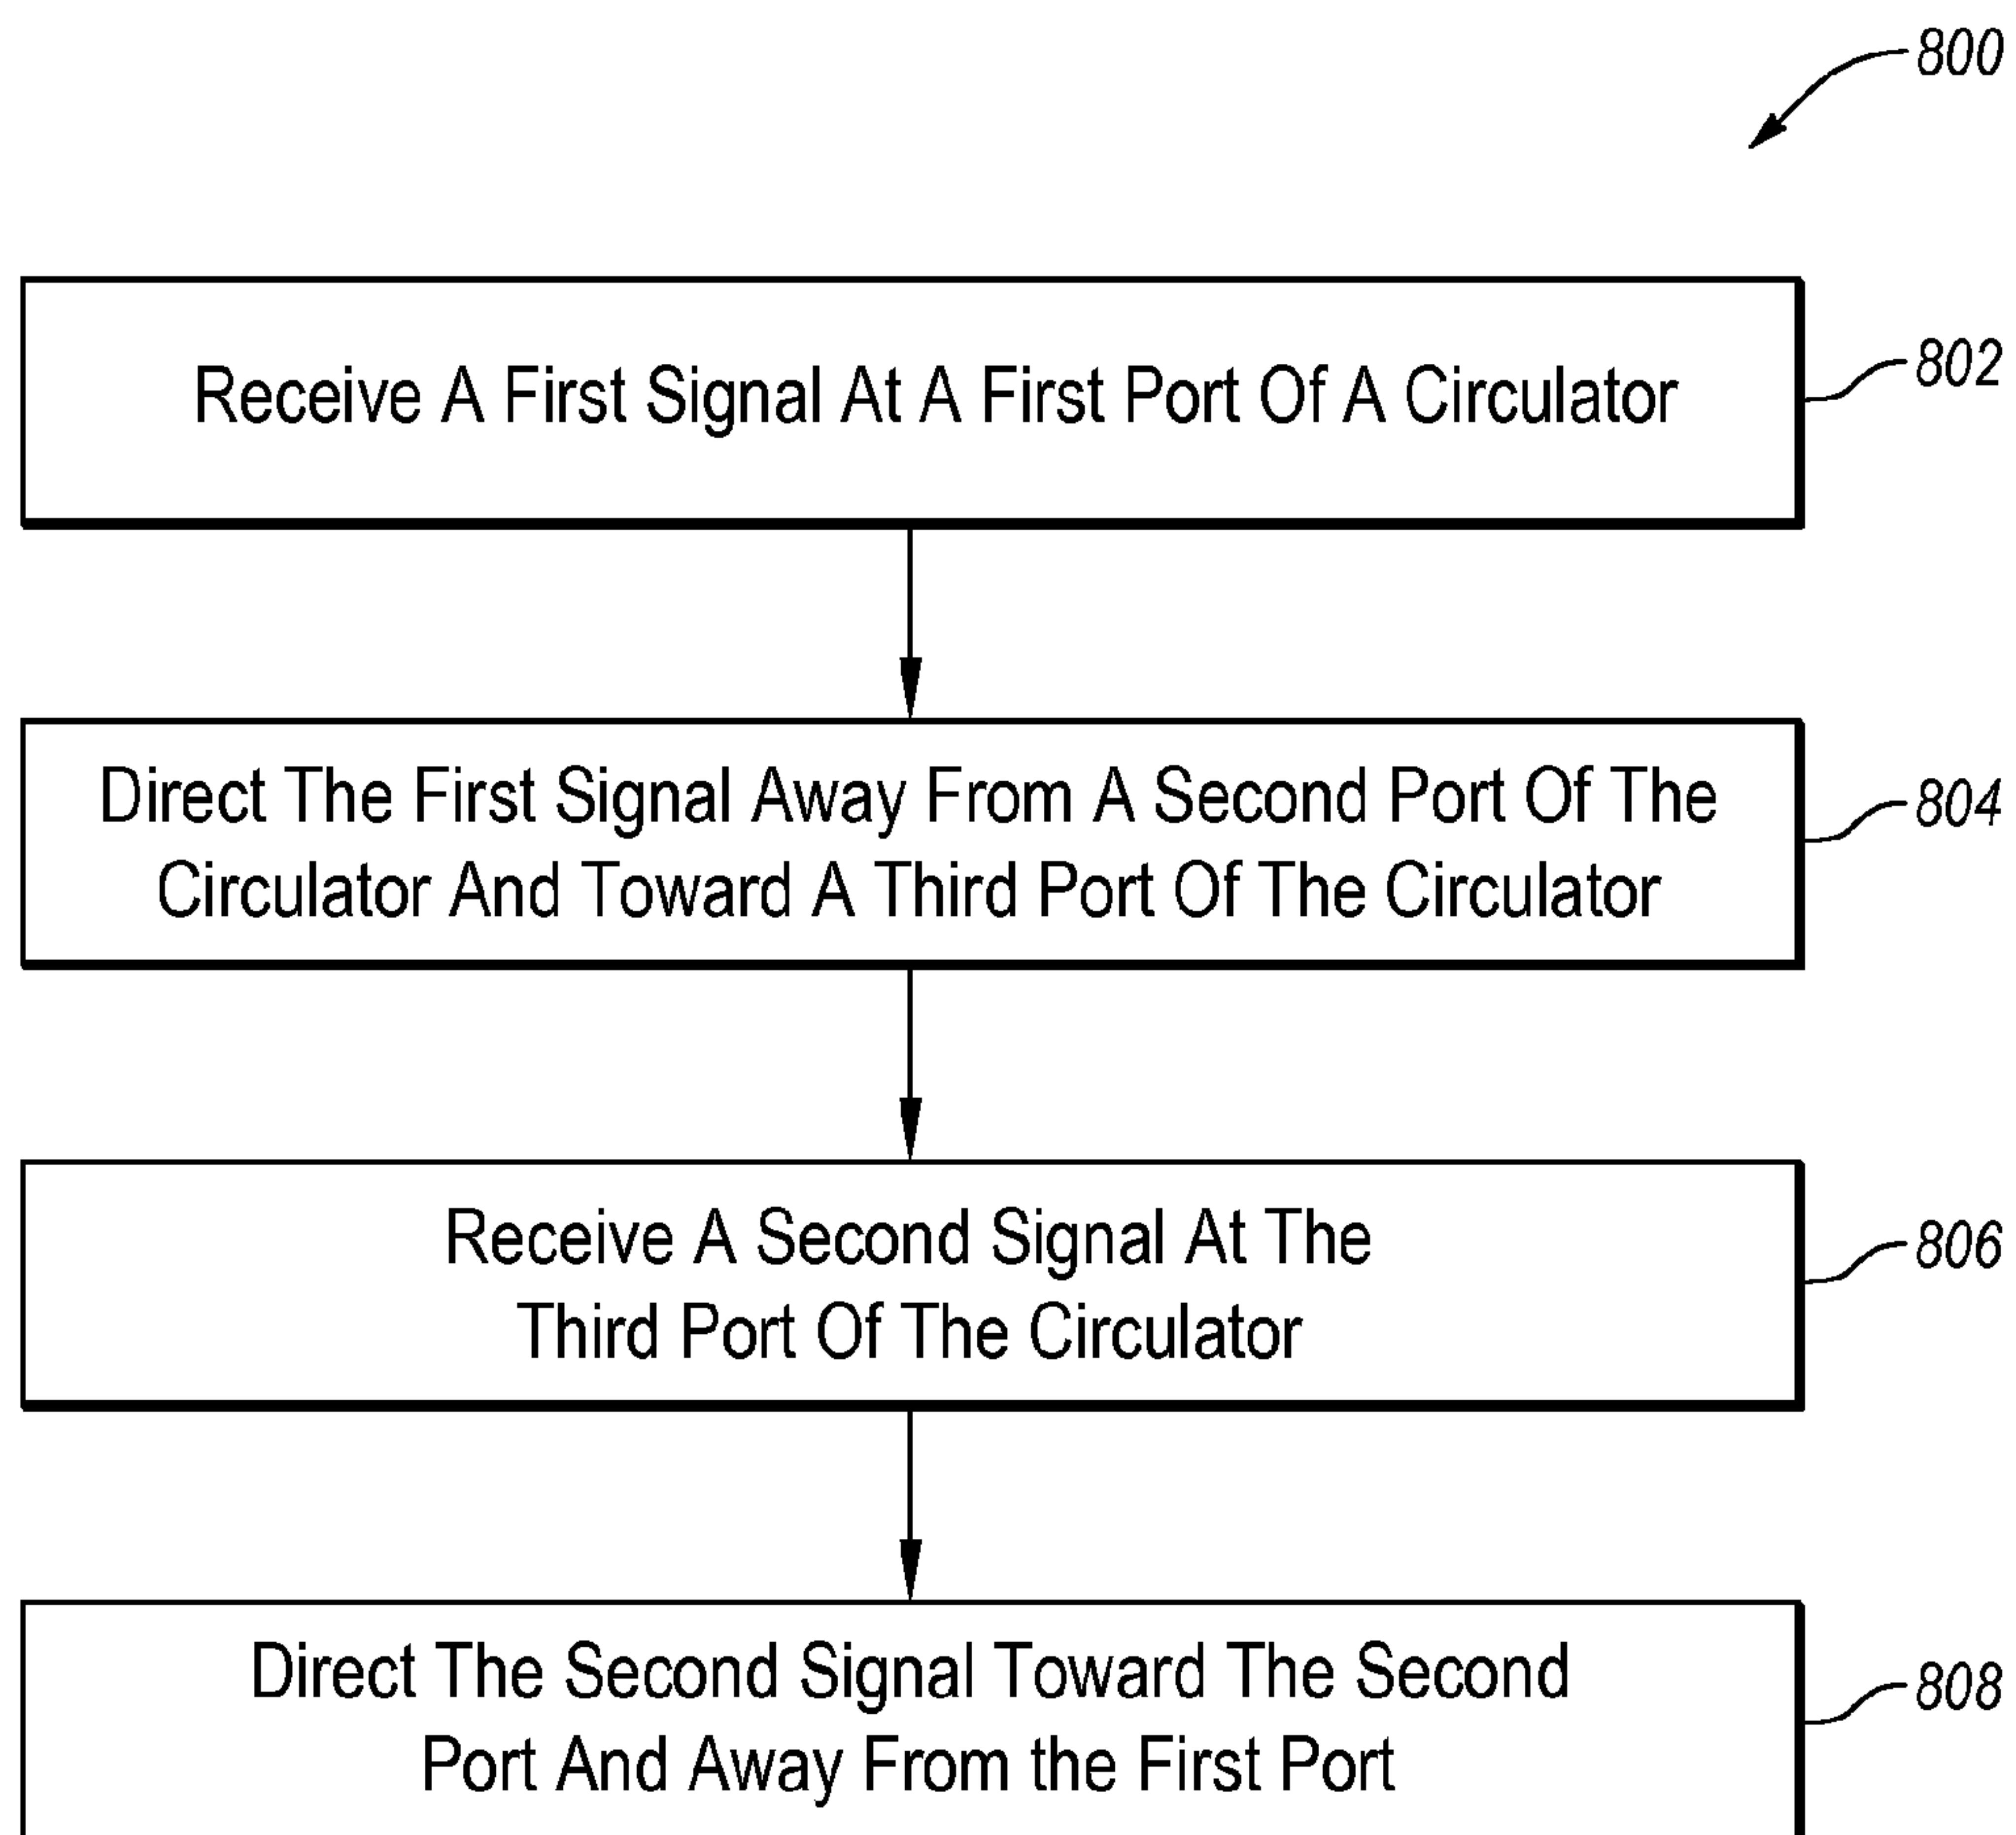 800
Receive A First Signal At A First Port Of A Circulator
802
Direct The First Signal Away From A Second Port Of The
Circulator And Toward A Third Port Of The Circulator
804
Receive A Second Signal At The
Third Port Of The Circulator
806
Direct The Second Signal Toward The Second
Port And Away From the First Port
808